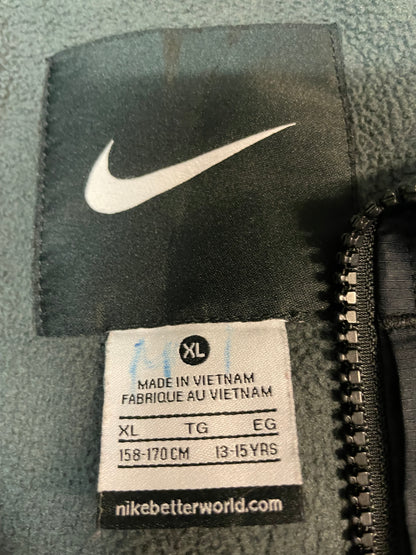 XL
MADE IN VIETNAM
FABRIQUE AU VIETNAM
XL TG EG
158-170CM 13-15YRS
nikebetterworld.com